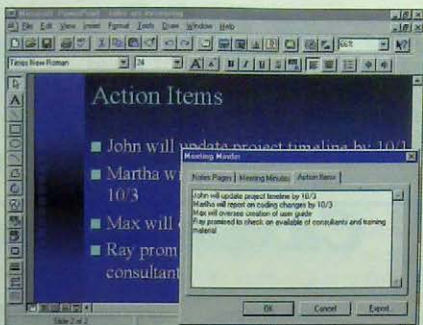 File Edit View Insert Format Tools Draw Window Help
Times New Roman 24
Action Items
John will update project timeline by 10/1
Martha wi
10/3
Max will
Ray prom
consultant
Meeting Minder
Notes Pages Meeting Minutes Action Items
John will update project timeline by 10/3
Martha will report on coding changes by 10/3
Max will oversee creation of user guide
Ray promised to check on available of consultants and training
material
OK Cancel Export...
Slide 2 of 2